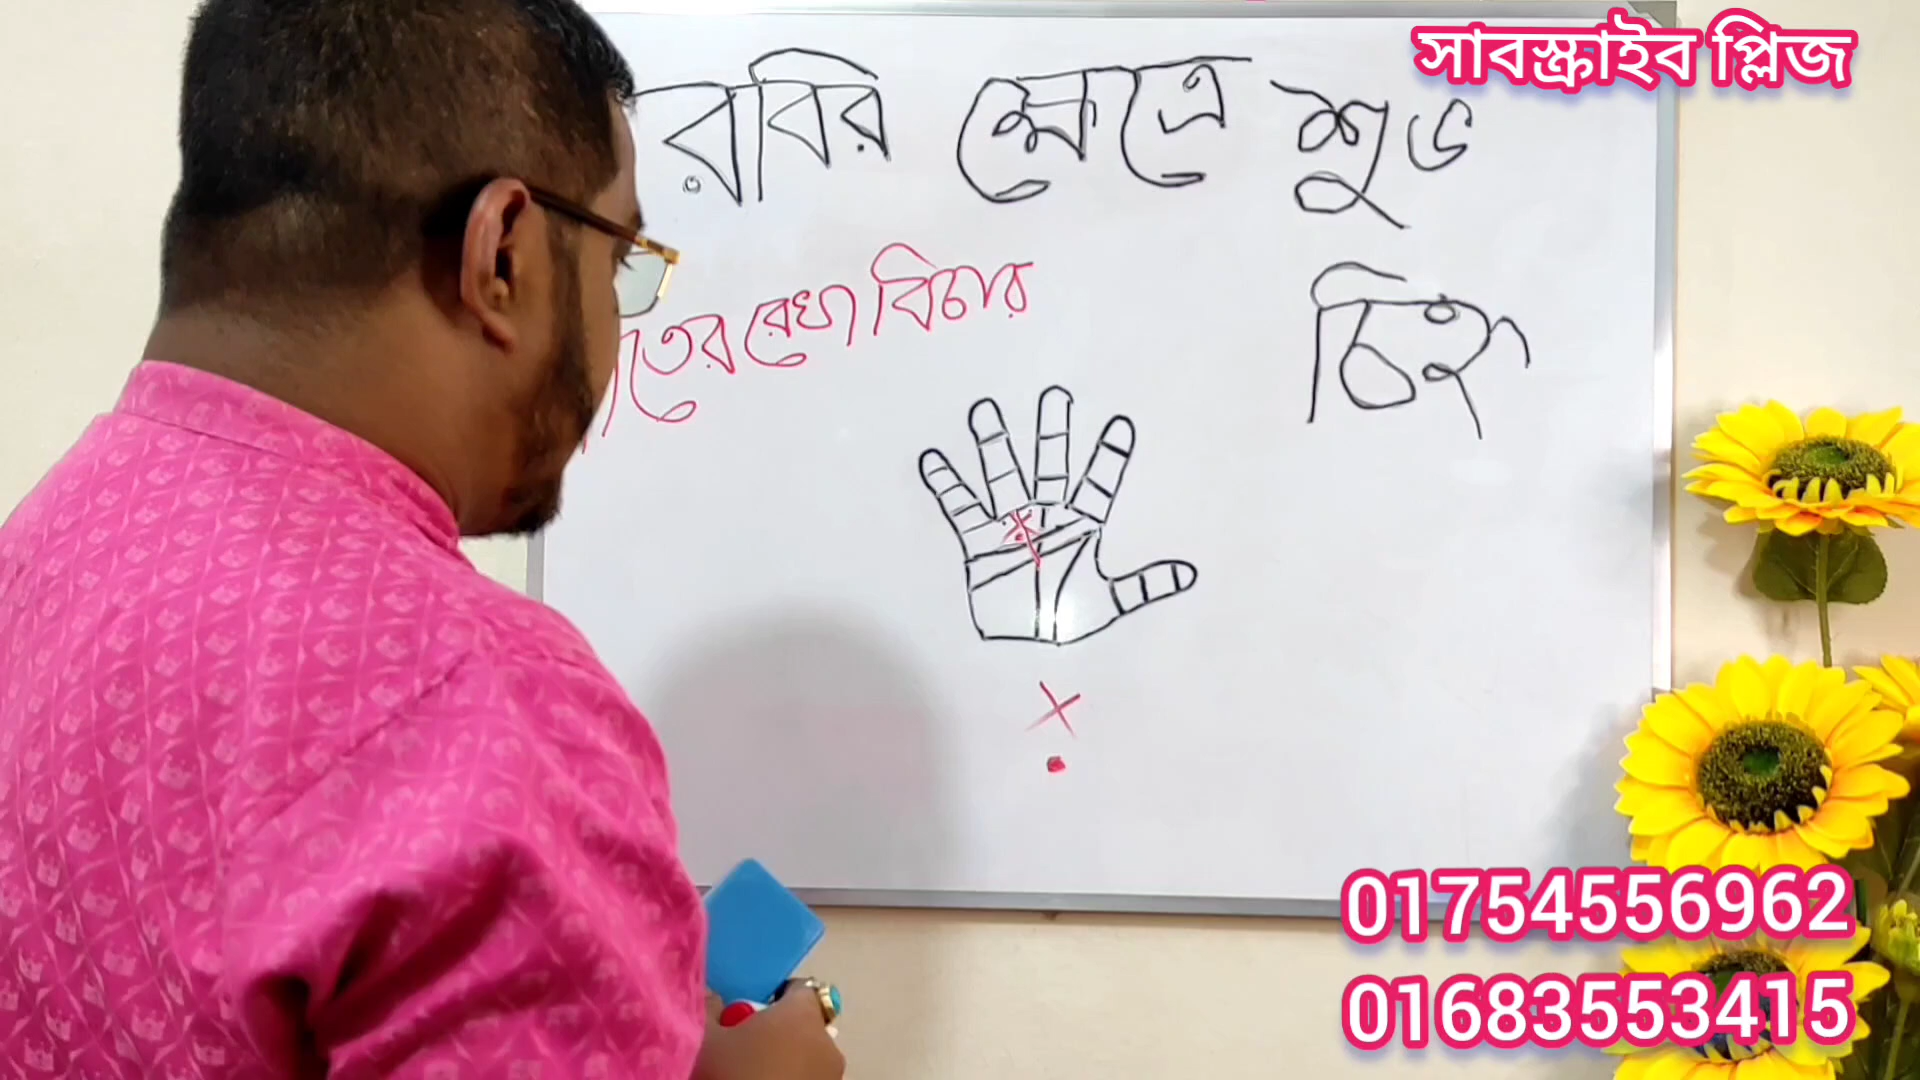 সাবস্ক্রাইব প্লিজ
রবির ক্ষেত্রে শুভ
চিহ্ন
াতের রেখা বিচার
01754556962
01683553415